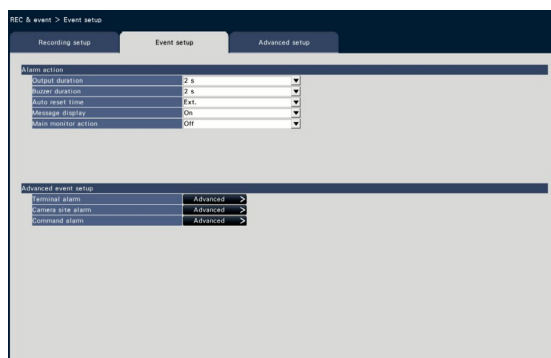 REC & event > Event setup
Recording setup
Event setup
Advanced setup
Alarm action
Output duration 2 s
Buzzer duration 2 s
Auto reset time Ext.
Message display On
Main monitor action Off
Advanced event setup
Terminal alarm Advanced >
Camera site alarm Advanced >
Command alarm Advanced >